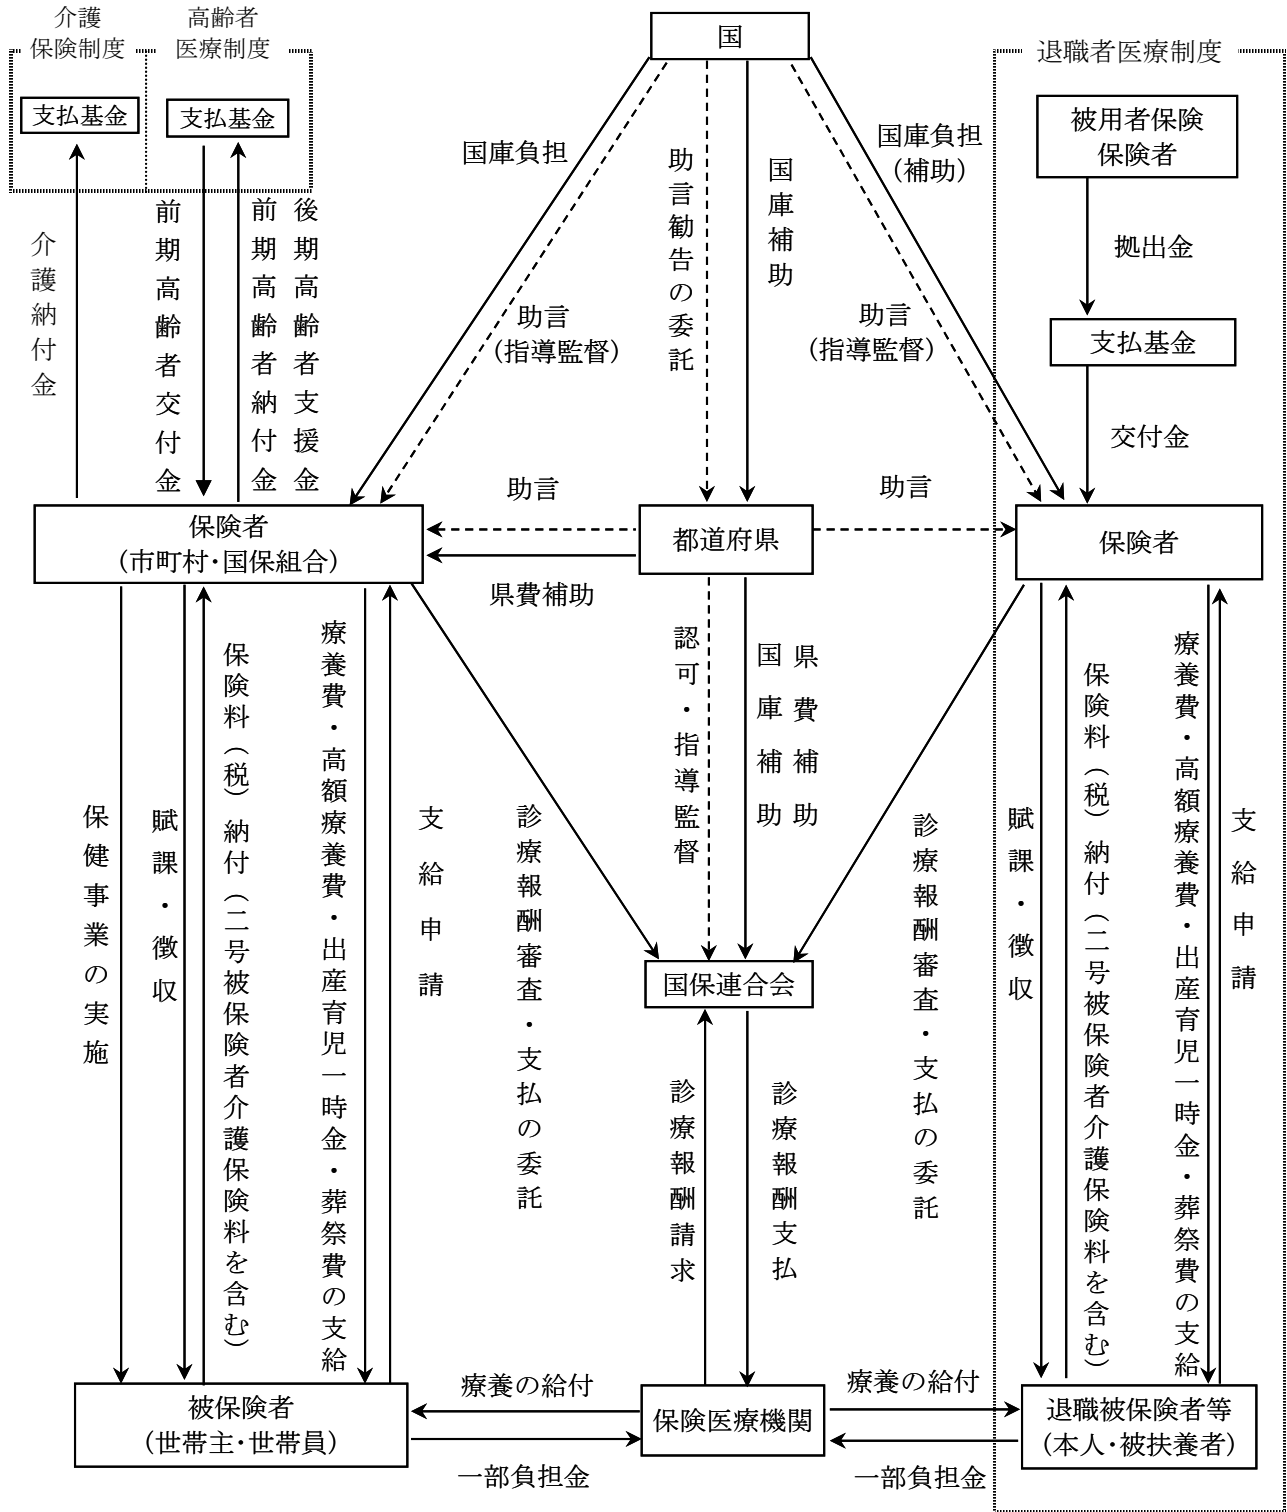 介護
保険制度
高齢者
医療制度
国
退職者医療制度
支払基金
支払基金
被用者保険
保険者
国庫負担
助言勧告の委託
国庫補助
国庫負担
（補助）
介護納付金
前期高齢者交付金
後期高齢者支援金
前期高齢者納付金
拠出金
助言
（指導監督）
助言
（指導監督）
支払基金
交付金
助言
助言
保険者
（市町村・国保組合）
都道府県
保険者
県費補助
認可・指導監督
県費補助
国庫補助
保健事業の実施
賦課・徴収
保険料（税）納付（二号被保険者介護保険料を含む）
療養費・高額療養費・出産育児一時金・葬祭費の支給
支給申請
診療報酬審査・支払の委託
診療報酬審査・支払の委託
賦課・徴収
保険料（税）納付（二号被保険者介護保険料を含む）
療養費・高額療養費・出産育児一時金・葬祭費の支給
支給申請
国保連合会
診療報酬請求
診療報酬支払
被保険者
（世帯主・世帯員）
療養の給付
一部負担金
保険医療機関
療養の給付
一部負担金
退職被保険者等
（本人・被扶養者）